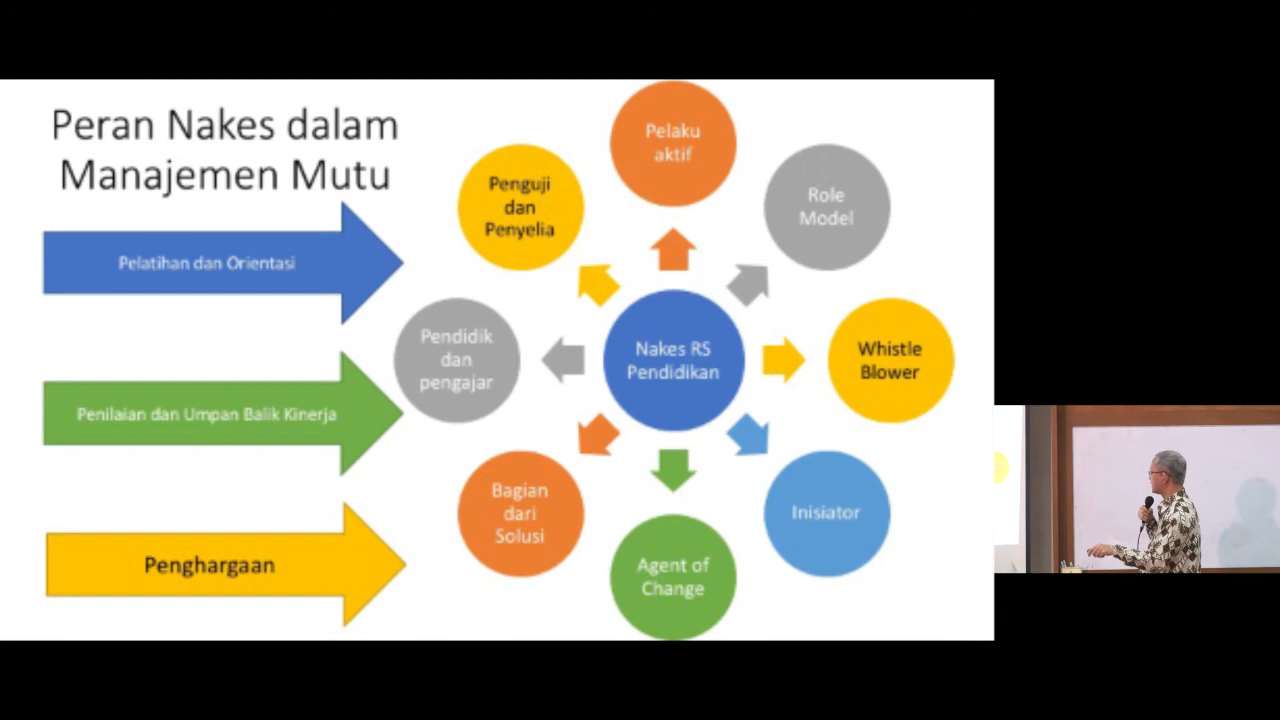 Peran Nakes dalam
Manajemen Mutu
Pelatihan dan Orientasi
Penilaian dan Umpan Balik Kinerja
Penghargaan
Pelaku
aktif
Role
Model
Whistle
Blower
Inisiator
Agent of
Change
Bagian
dari
Solusi
Pendidik
dan
pengajar
Penguji
dan
Penyelia
Nakes RS
Pendidikan